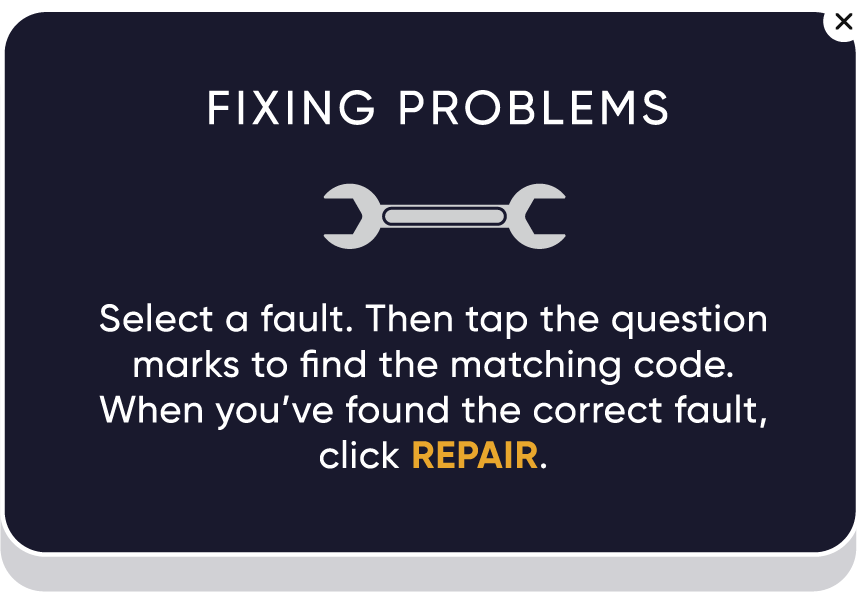 FIXING PROBLEMS
Select a fault. Then tap the question
marks to find the matching code.
When you’ve found the correct fault,
click REPAIR.